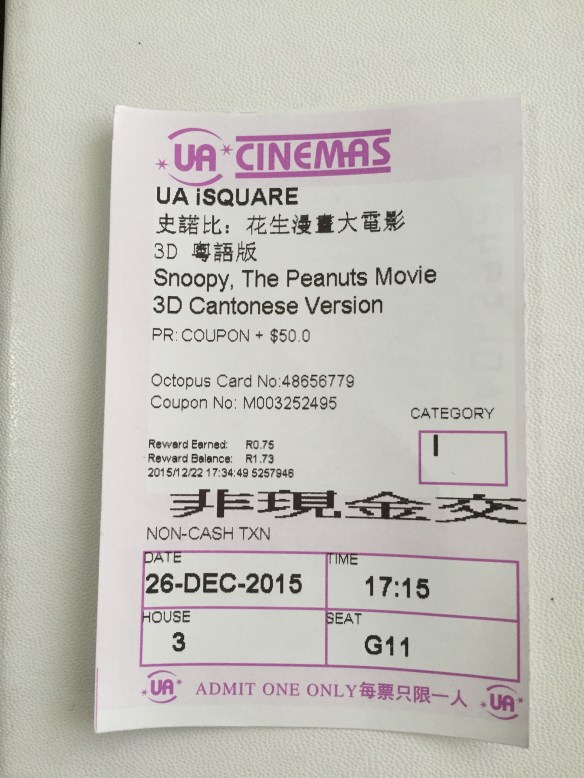 UA CINEMAS
UA iSQUARE
史諾比：花生漫畫大電影
3D 粵語版
Snoopy, The Peanuts Movie
3D Cantonese Version
PR: COUPON + $50.0
Octopus Card No:48656779
Coupon No: M003252495
CATEGORY
I
Reward Earned: R0.75
Reward Balance: R1.73
2015/12/22 17:34:49 5257946
非現金交
NON-CASH TXN
DATE TIME
26-DEC-2015 17:15
HOUSE SEAT
3 G11
UA ADMIT ONE ONLY 每票只限一人 UA